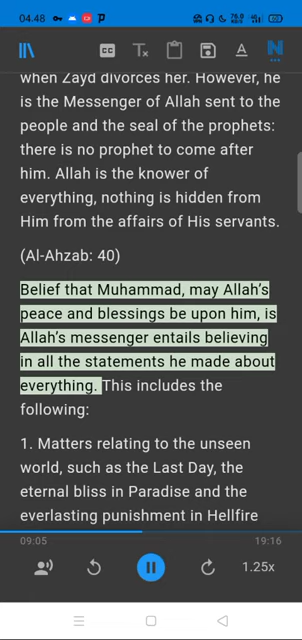 04.48
76.8 KB/s
4G
CC
when Zayd divorces her. However, he
is the Messenger of Allah sent to the
people and the seal of the prophets:
there is no prophet to come after
him. Allah is the knower of
everything, nothing is hidden from
Him from the affairs of His servants.
(Al-Ahzab: 40)
Belief that Muhammad, may Allah’s
peace and blessings be upon him, is
Allah’s messenger entails believing
in all the statements he made about
everything. This includes the
following:
1. Matters relating to the unseen
world, such as the Last Day, the
eternal bliss in Paradise and the
everlasting punishment in Hellfire
09:05
19:16
1.25x